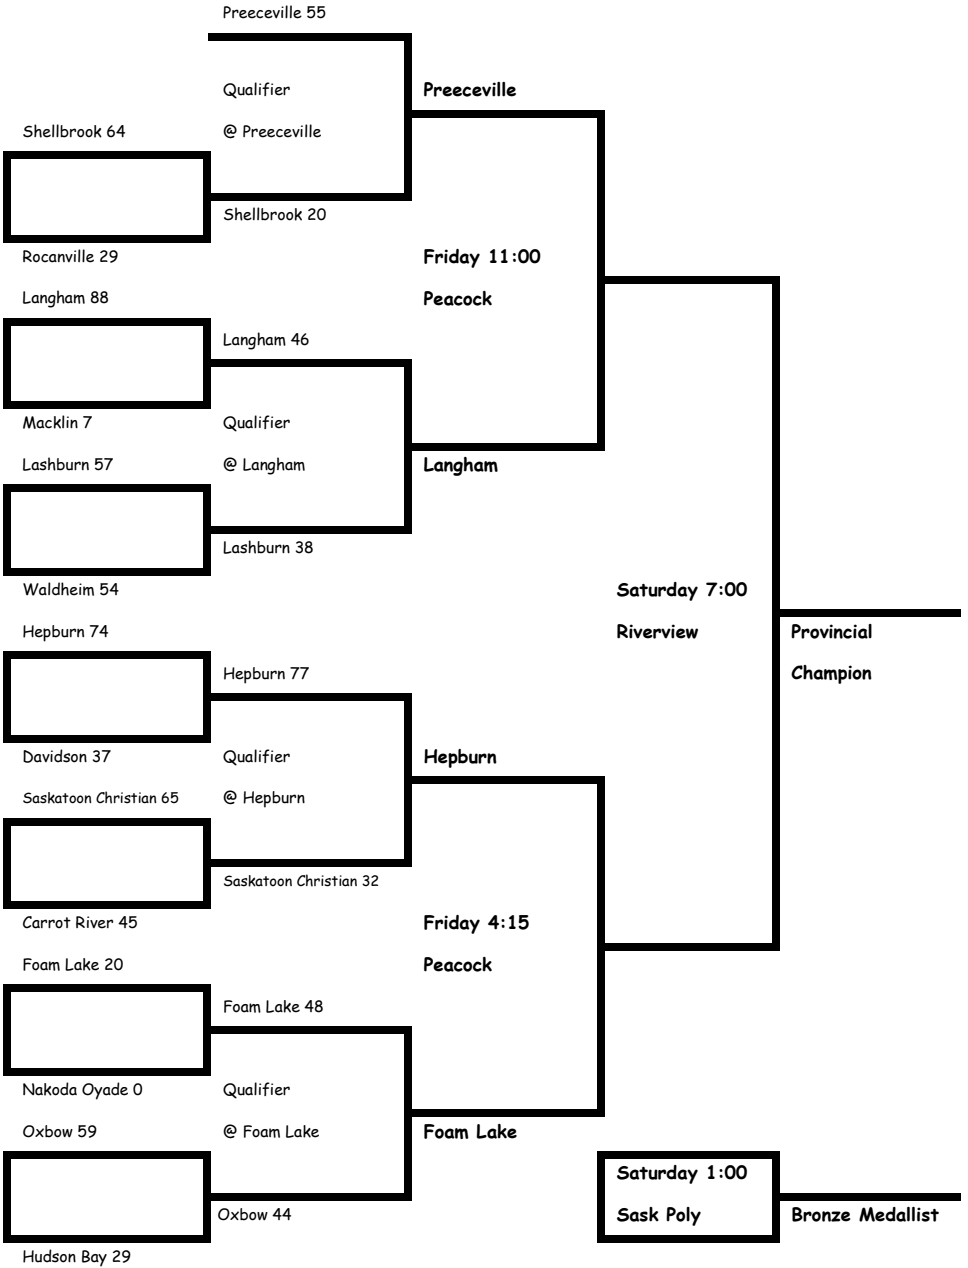 Preeceville 55
Qualifier
@ Preeceville
Preeceville
Shellbrook 64
Shellbrook 20
Rocanville 29
Friday 11:00
Peacock
Langham 88
Langham 46
Macklin 7
Qualifier
@ Langham
Langham
Lashburn 57
Lashburn 38
Waldheim 54
Saturday 7:00
Riverview
Provincial
Champion
Hepburn 74
Hepburn 77
Davidson 37
Qualifier
@ Hepburn
Hepburn
Saskatoon Christian 65
Saskatoon Christian 32
Carrot River 45
Friday 4:15
Peacock
Foam Lake 20
Foam Lake 48
Nakoda Oyade 0
Qualifier
@ Foam Lake
Foam Lake
Oxbow 59
Oxbow 44
Hudson Bay 29
Saturday 1:00
Sask Poly
Bronze Medallist